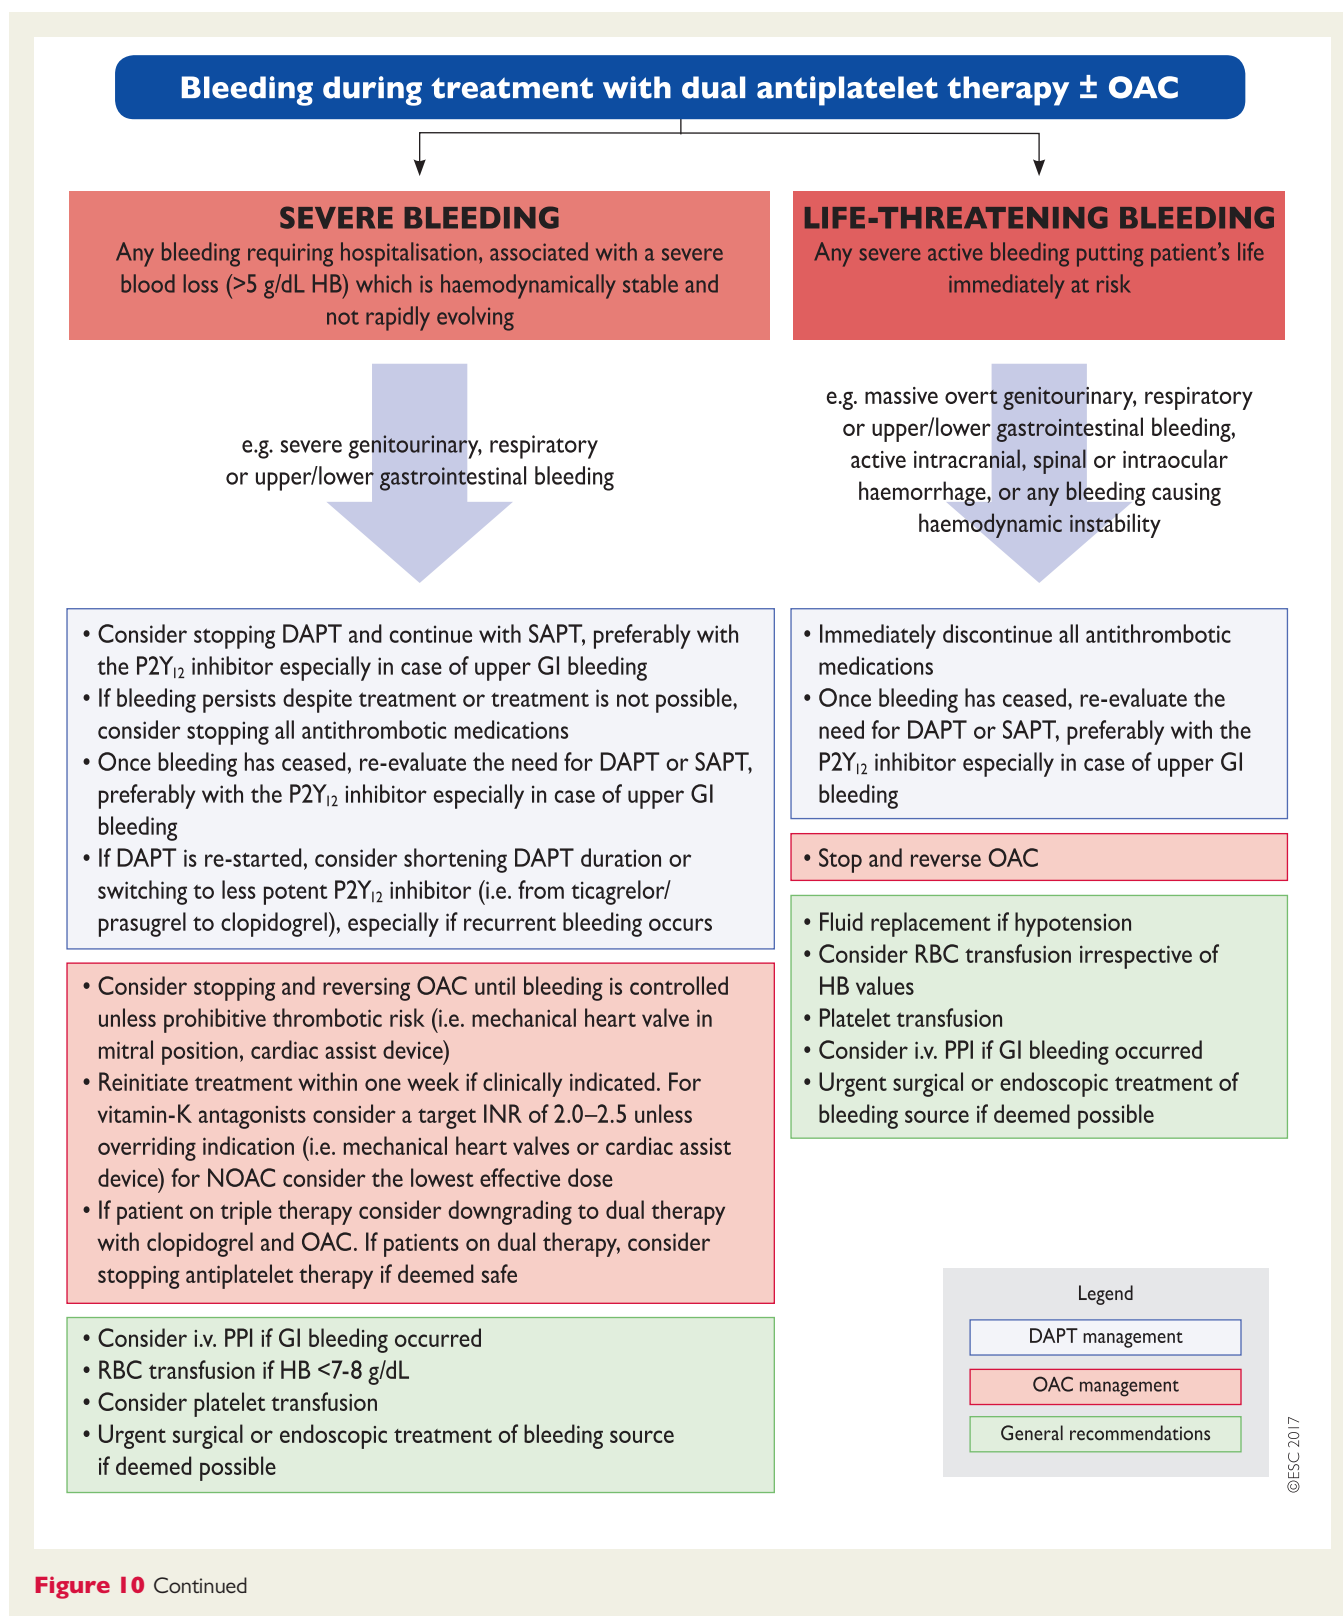 Bleeding during treatment with dual antiplatelet therapy ± OAC
SEVERE BLEEDING
Any bleeding requiring hospitalisation, associated with a severe
blood loss (>5 g/dL HB) which is haemodynamically stable and
not rapidly evolving
e.g. severe genitourinary, respiratory
or upper/lower gastrointestinal bleeding
• Consider stopping DAPT and continue with SAPT, preferably with
the P2Y₁₂ inhibitor especially in case of upper GI bleeding
• If bleeding persists despite treatment or treatment is not possible,
consider stopping all antithrombotic medications
• Once bleeding has ceased, re-evaluate the need for DAPT or SAPT,
preferably with the P2Y₁₂ inhibitor especially in case of upper GI
bleeding
• If DAPT is re-started, consider shortening DAPT duration or
switching to less potent P2Y₁₂ inhibitor (i.e. from ticagrelor/
prasugrel to clopidogrel), especially if recurrent bleeding occurs
• Consider stopping and reversing OAC until bleeding is controlled
unless prohibitive thrombotic risk (i.e. mechanical heart valve in
mitral position, cardiac assist device)
• Reinitiate treatment within one week if clinically indicated. For
vitamin-K antagonists consider a target INR of 2.0–2.5 unless
overriding indication (i.e. mechanical heart valves or cardiac assist
device) for NOAC consider the lowest effective dose
• If patient on triple therapy consider downgrading to dual therapy
with clopidogrel and OAC. If patients on dual therapy, consider
stopping antiplatelet therapy if deemed safe
• Consider i.v. PPI if GI bleeding occurred
• RBC transfusion if HB <7-8 g/dL
• Consider platelet transfusion
• Urgent surgical or endoscopic treatment of bleeding source
if deemed possible
LIFE-THREATENING BLEEDING
Any severe active bleeding putting patient's life
immediately at risk
e.g. massive overt genitourinary, respiratory
or upper/lower gastrointestinal bleeding,
active intracranial, spinal or intraocular
haemorrhage, or any bleeding causing
haemodynamic instability
• Immediately discontinue all antithrombotic
medications
• Once bleeding has ceased, re-evaluate the
need for DAPT or SAPT, preferably with the
P2Y₁₂ inhibitor especially in case of upper GI
bleeding
• Stop and reverse OAC
• Fluid replacement if hypotension
• Consider RBC transfusion irrespective of
HB values
• Platelet transfusion
• Consider i.v. PPI if GI bleeding occurred
• Urgent surgical or endoscopic treatment of
bleeding source if deemed possible
Legend
DAPT management
OAC management
General recommendations
©ESC 2017
Figure 10 Continued